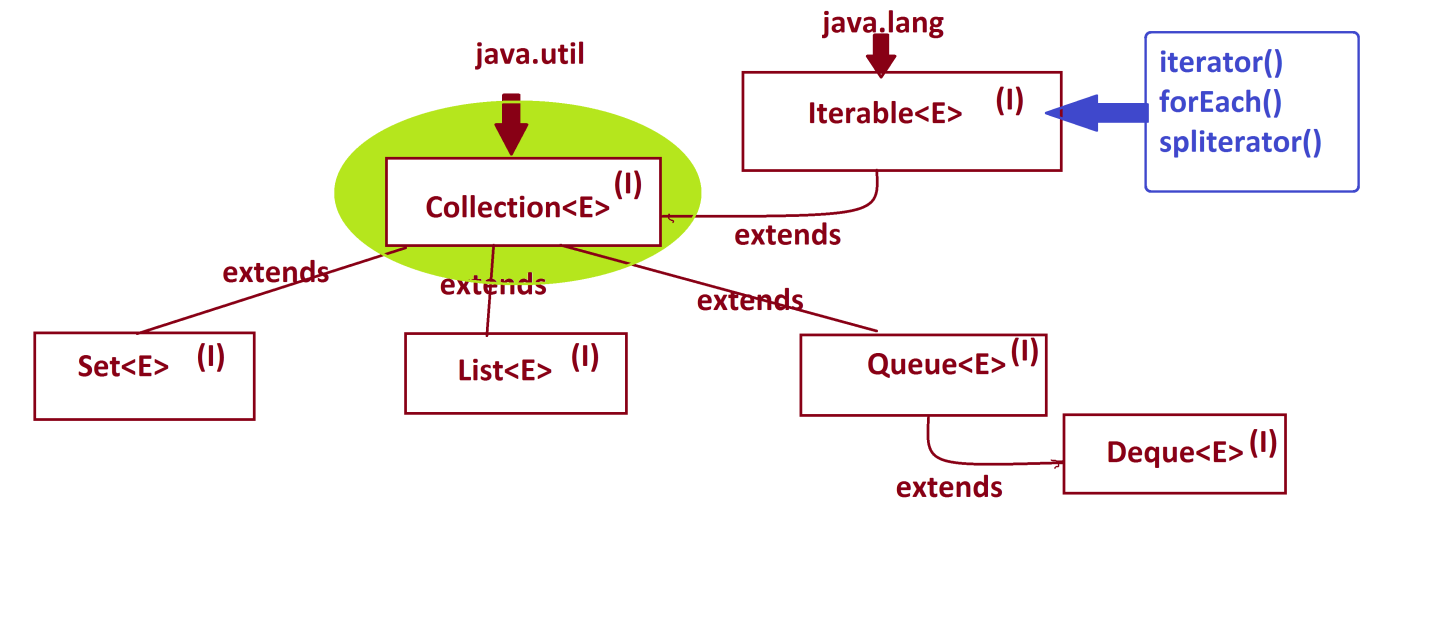 java.lang
java.util
Iterable<E> (I)
iterator()
forEach()
spliterator()
Collection<E> (I)
extends
extends
extends
extends
Set<E> (I)
List<E> (I)
Queue<E> (I)
Deque<E> (I)
extends